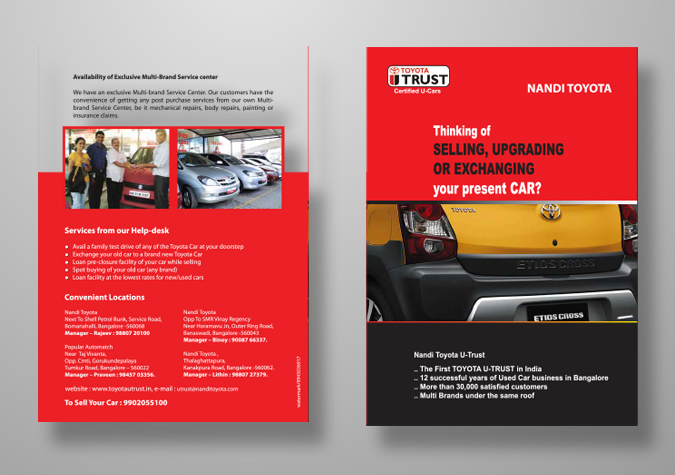 Availability of Exclusive Multi-Brand Service center
We have an exclusive Multi-brand Service Center. Our customers have the
convenience of getting any post purchase services from our own Multi-
brand Service Center, be it mechanical repairs, body repairs, painting or
insurance claims.
Services from our Help-desk
Avail a family test drive of any of the Toyota Car at your doorstep
Exchange your old car to a brand new Toyota Car
Loan pre-closure facility of your car while selling
Spot buying of your old car (any brand)
Loan facility at the lowest rates for new/used cars
Convenient Locations
Nandi Toyota
Next To Shell Petrol Bunk, Service Road,
Bomanahalli, Bangalore -560068
Manager – Rajeev : 98807 20100
Popular Automatch
Near Taj Vivanta,
Opp. Cmti, Gorukundepalaya
Tumkur Road, Bangalore – 560022
Manager – Praveen : 98457 03356.
Nandi Toyota
Opp To SMR Vinay Regency
Near Horamavu Jn, Outer Ring Road,
Banaswadi, Bangalore -560043
Manager – Binoy : 90087 66337.
Nandi Toyota ,
Thalaghattapura,
Kanakpura Road, Bangalore -560062.
Manager – Lithin : 98807 27379.
website : www.toyotautrust.in, e-mail : utrust@nanditoyota.com
To Sell Your Car : 9902055100
TOYOTA
U TRUST
Certified U-Cars
NANDI TOYOTA
Thinking of
SELLING, UPGRADING
OR EXCHANGING
your present CAR?
TOYOTA
ETIOS CROSS
ETIOS CROSS
Nandi Toyota U-Trust
.. The First TOYOTA U-TRUST in India
.. 12 successful years of Used Car business in Bangalore
.. More than 30,000 satisfied customers
.. Multi Brands under the same roof